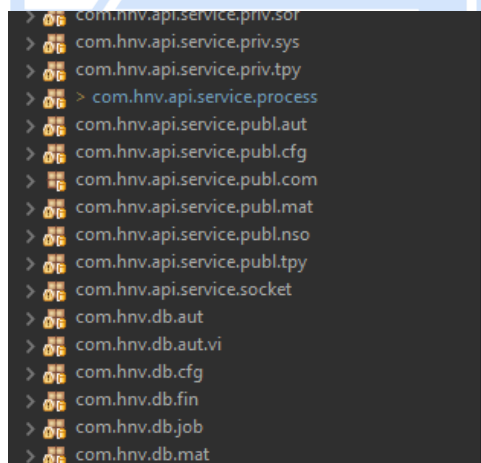 com.hnv.api.service.priv.sor
com.hnv.api.service.priv.sys
com.hnv.api.service.priv.tpy
> com.hnv.api.service.process
com.hnv.api.service.publ.aut
com.hnv.api.service.publ.cfg
com.hnv.api.service.publ.com
com.hnv.api.service.publ.mat
com.hnv.api.service.publ.nso
com.hnv.api.service.publ.tpy
com.hnv.api.service.socket
com.hnv.db.aut
com.hnv.db.aut.vi
com.hnv.db.cfg
com.hnv.db.fin
com.hnv.db.job
com.hnv.db.mat